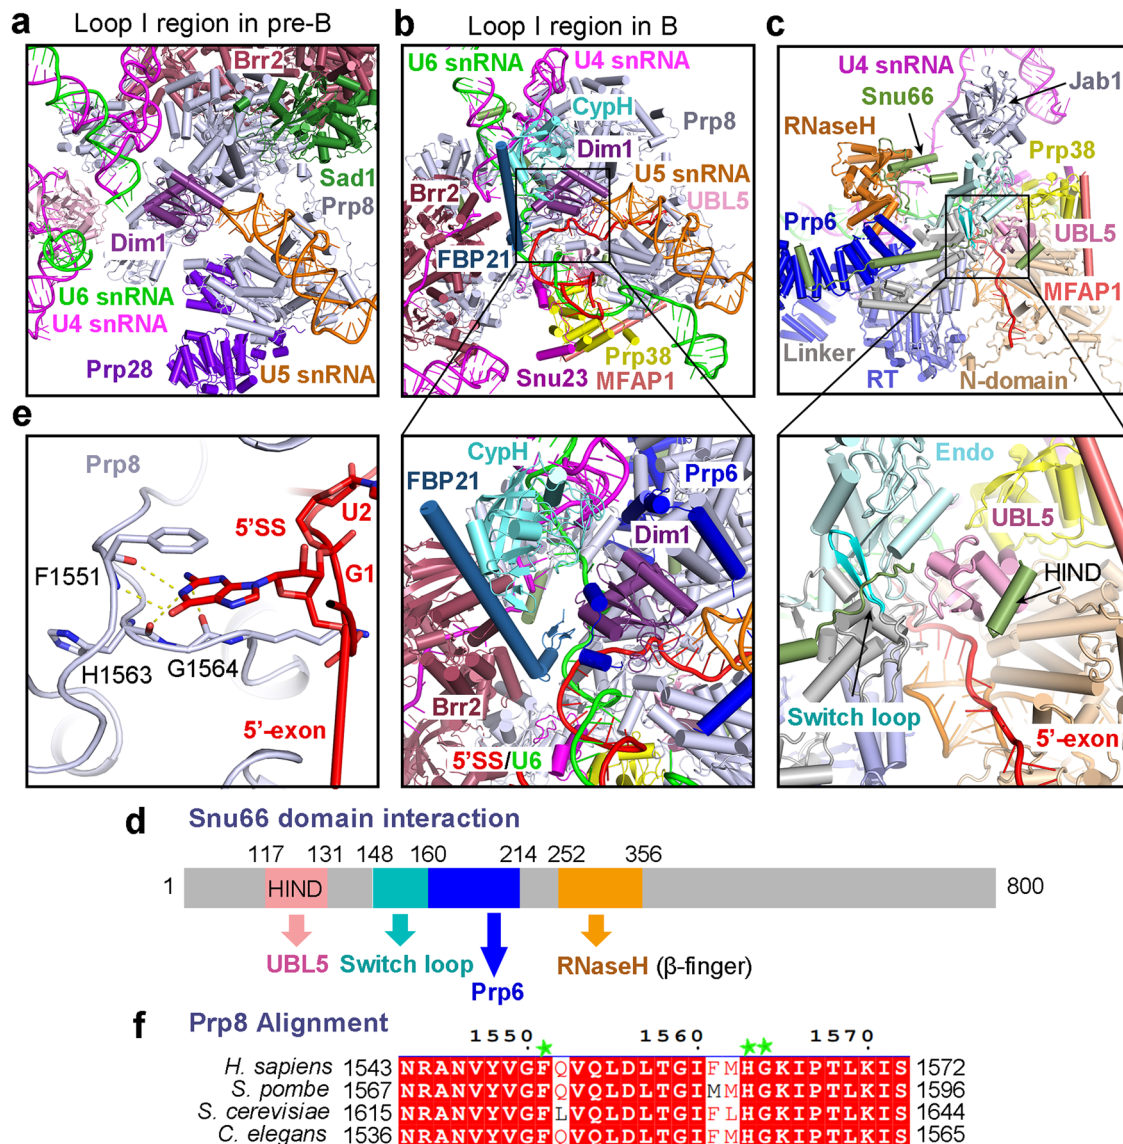 a Loop I region in pre-B
Brr2
Sad1
Prp8
Dim1
U6 snRNA
U4 snRNA
Prp28
U5 snRNA
b Loop I region in B
U6 snRNA
U4 snRNA
CypH
Prp8
Dim1
U5 snRNA
Brr2
UBL5
FBP21
Prp38
Snu23
MFAP1
c
U4 snRNA
Jab1
Snu66
RNaseH
Prp38
Prp6
UBL5
MFAP1
Linker
RT
N-domain
e
Prp8
5'SS
U2
G1
F1551
H1563
G1564
5'-exon
CypH
FBP21
Prp6
Dim1
Brr2
5'SS/U6
Endo
UBL5
HIND
Switch loop
5'-exon
d Snu66 domain interaction
117 131 148 160 214 252 356
1 HIND 800
UBL5 Switch loop RNaseH (β-finger)
Prp6
f Prp8 Alignment
1550 1560 1570
H. sapiens 1543 NRANVYVGFQVQLDLTGIFMHGKIPTLKIS 1572
S. pombe 1567 NRANVYVGFQVQLDLTGIMMHGKIPTLKIS 1596
S. cerevisiae 1615 NRANVYVGFLVQLDLTGIFLHGKIPTLKIS 1644
C. elegans 1536 NRANVYVGFQVQLDLTGIFMHGKIPTLKIS 1565